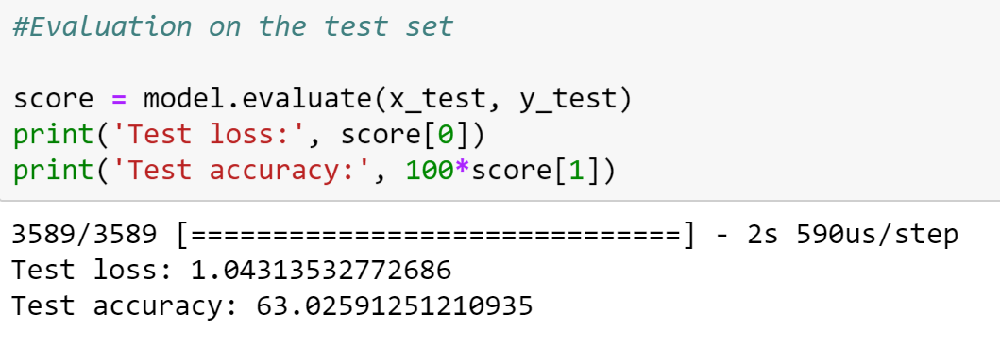 #Evaluation on the test set
score = model.evaluate(x_test, y_test)
print('Test loss:', score[0])
print('Test accuracy:', 100*score[1])
3589/3589 [==============================] - 2s 590us/step
Test loss: 1.04313532772686
Test accuracy: 63.02591251210935